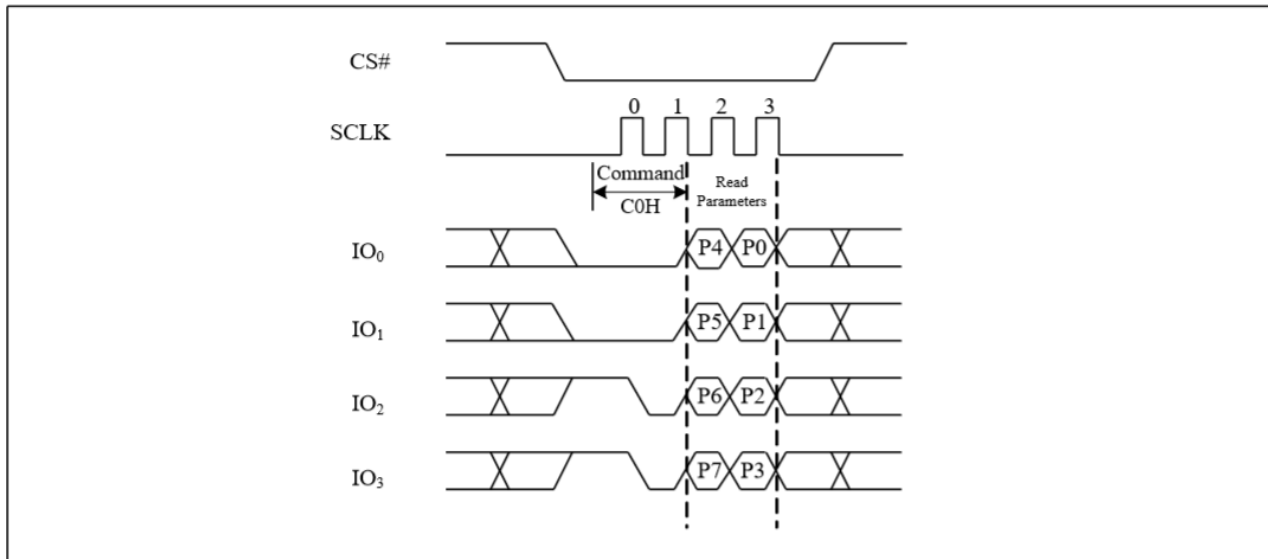 CS#
0 1 2 3
SCLK
Command
Read
Parameters
C0H
IO₀ P4 P0
IO₁ P5 P1
IO₂ P6 P2
IO₃ P7 P3